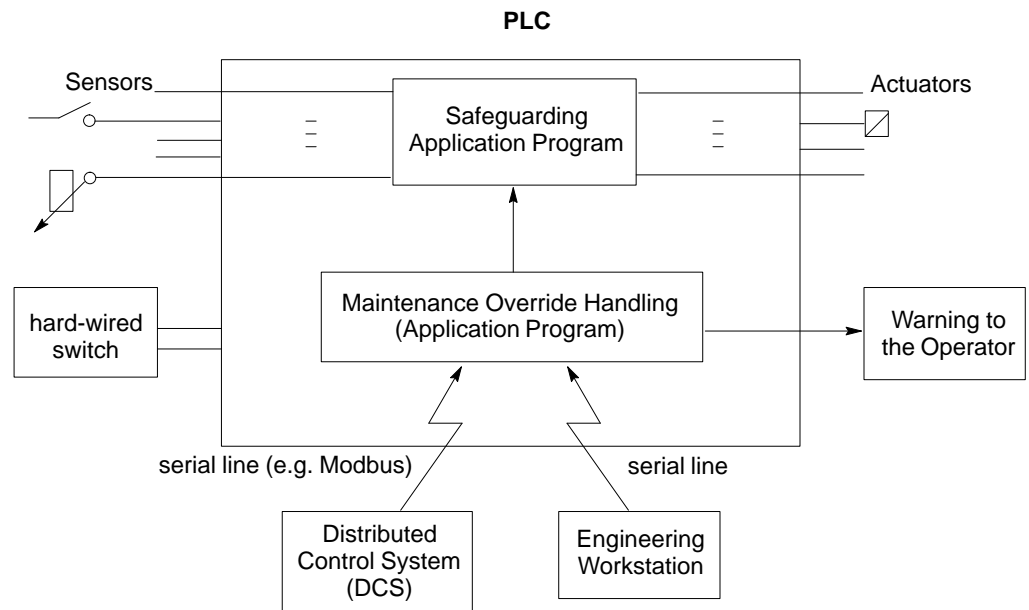 PLC
Sensors
Actuators
Safeguarding
Application Program
Maintenance Override Handling
(Application Program)
hard-wired
switch
Warning to
the Operator
serial line (e.g. Modbus)
serial line
Distributed
Control System
(DCS)
Engineering
Workstation